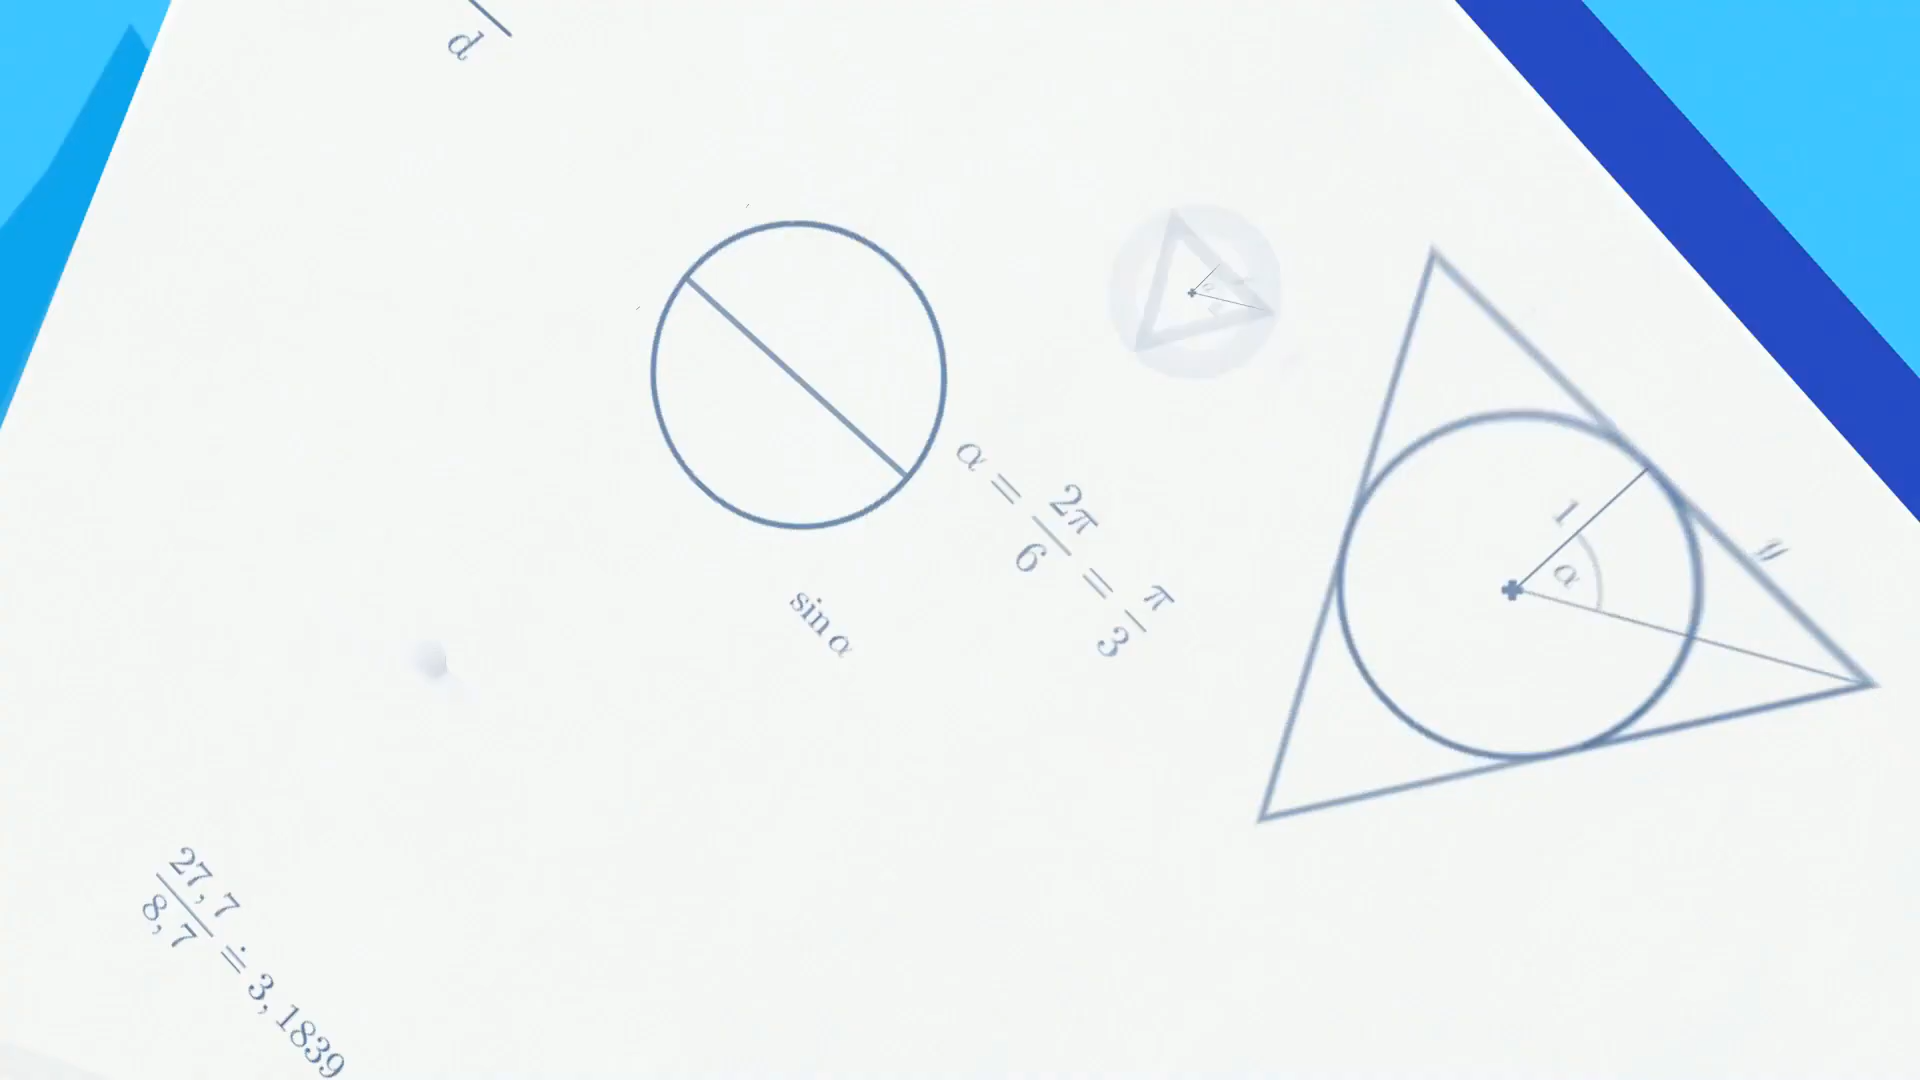 d
α = 2π/6 = π/3
sin α
1
α
y
27,7/8,7 ≐ 3,1839